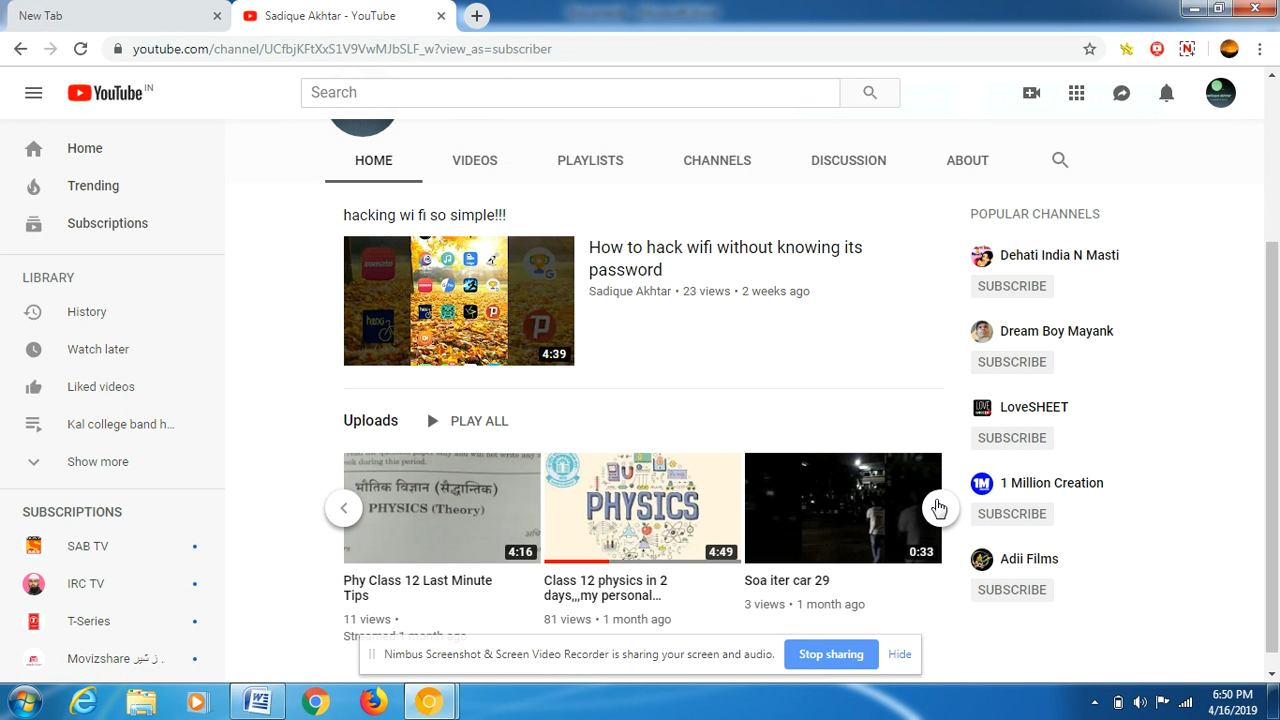 New Tab
Sadique Akhtar - YouTube
youtube.com/channel/UCfbjKFtXxS1V9VwMJbSLF_w?view_as=subscriber
YouTube IN
Search
Home
Trending
Subscriptions
LIBRARY
History
Watch later
Liked videos
Kal college band h...
Show more
SUBSCRIPTIONS
SAB TV
IRC TV
T-Series
Movizshare ز سٌیر .
HOME
VIDEOS
PLAYLISTS
CHANNELS
DISCUSSION
ABOUT
hacking wi fi so simple!!!
4:39
How to hack wifi without knowing its
password
Sadique Akhtar • 23 views • 2 weeks ago
Uploads
PLAY ALL
भौतिक विज्ञान (सैद्धान्तिक)
PHYSICS (Theory)
4:16
Phy Class 12 Last Minute
Tips
11 views •
Streamed 1 month ago
PHYSICS
4:49
Class 12 physics in 2
days,,,my personal...
81 views • 1 month ago
0:33
Soa iter car 29
3 views • 1 month ago
POPULAR CHANNELS
Dehati India N Masti
SUBSCRIBE
Dream Boy Mayank
SUBSCRIBE
LoveSHEET
SUBSCRIBE
1 Million Creation
SUBSCRIBE
Adii Films
SUBSCRIBE
Nimbus Screenshot & Screen Video Recorder is sharing your screen and audio.
Stop sharing
Hide
6:50 PM
4/16/2019